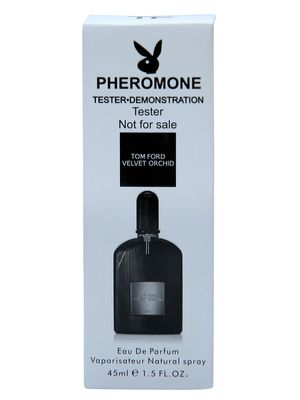 PHEROMONE
TESTER•DEMONSTRATION
Tester
Not for sale
TOM FORD
VELVET ORCHID
Eau De Parfum
Vaporisateur Natural spray
45ml ℮ 1.5 FL.OZ.